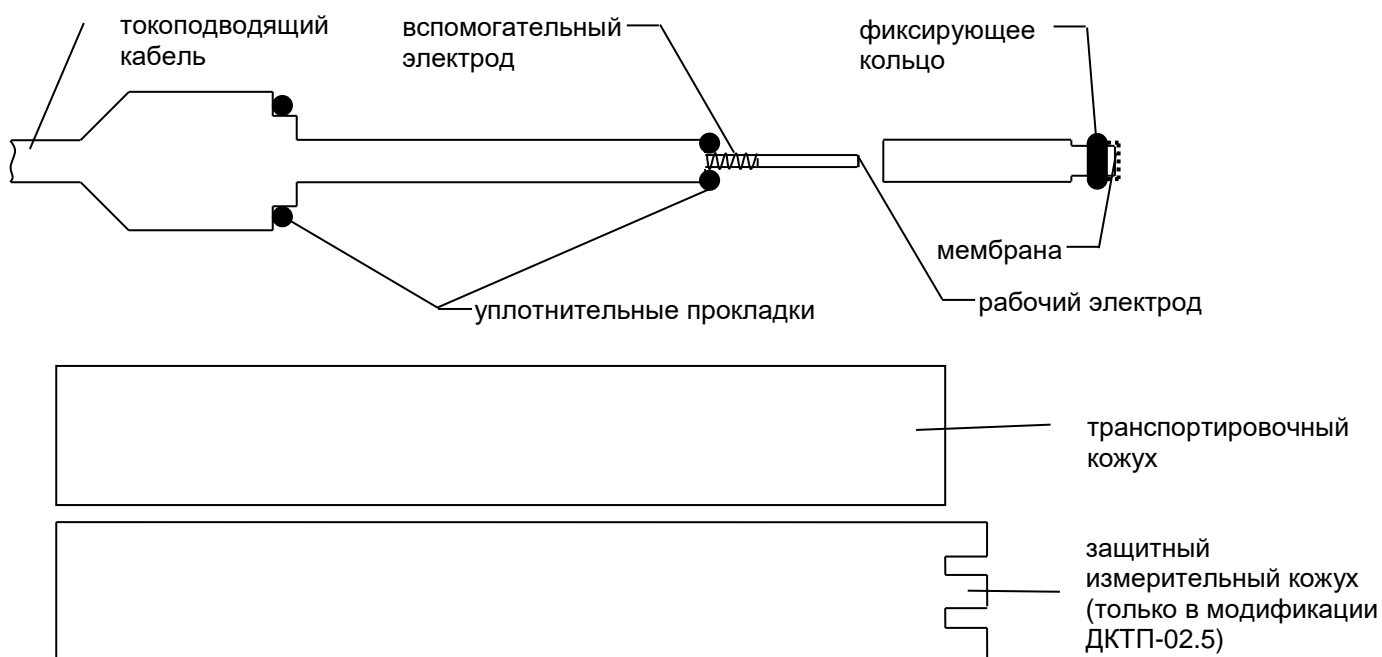 токоподводящий
кабель
вспомогательный
электрод
фиксирующее
кольцо
мембрана
рабочий электрод
уплотнительные прокладки
транспортировочный
кожух
защитный
измерительный кожух
(только в модификации
ДКТП-02.5)